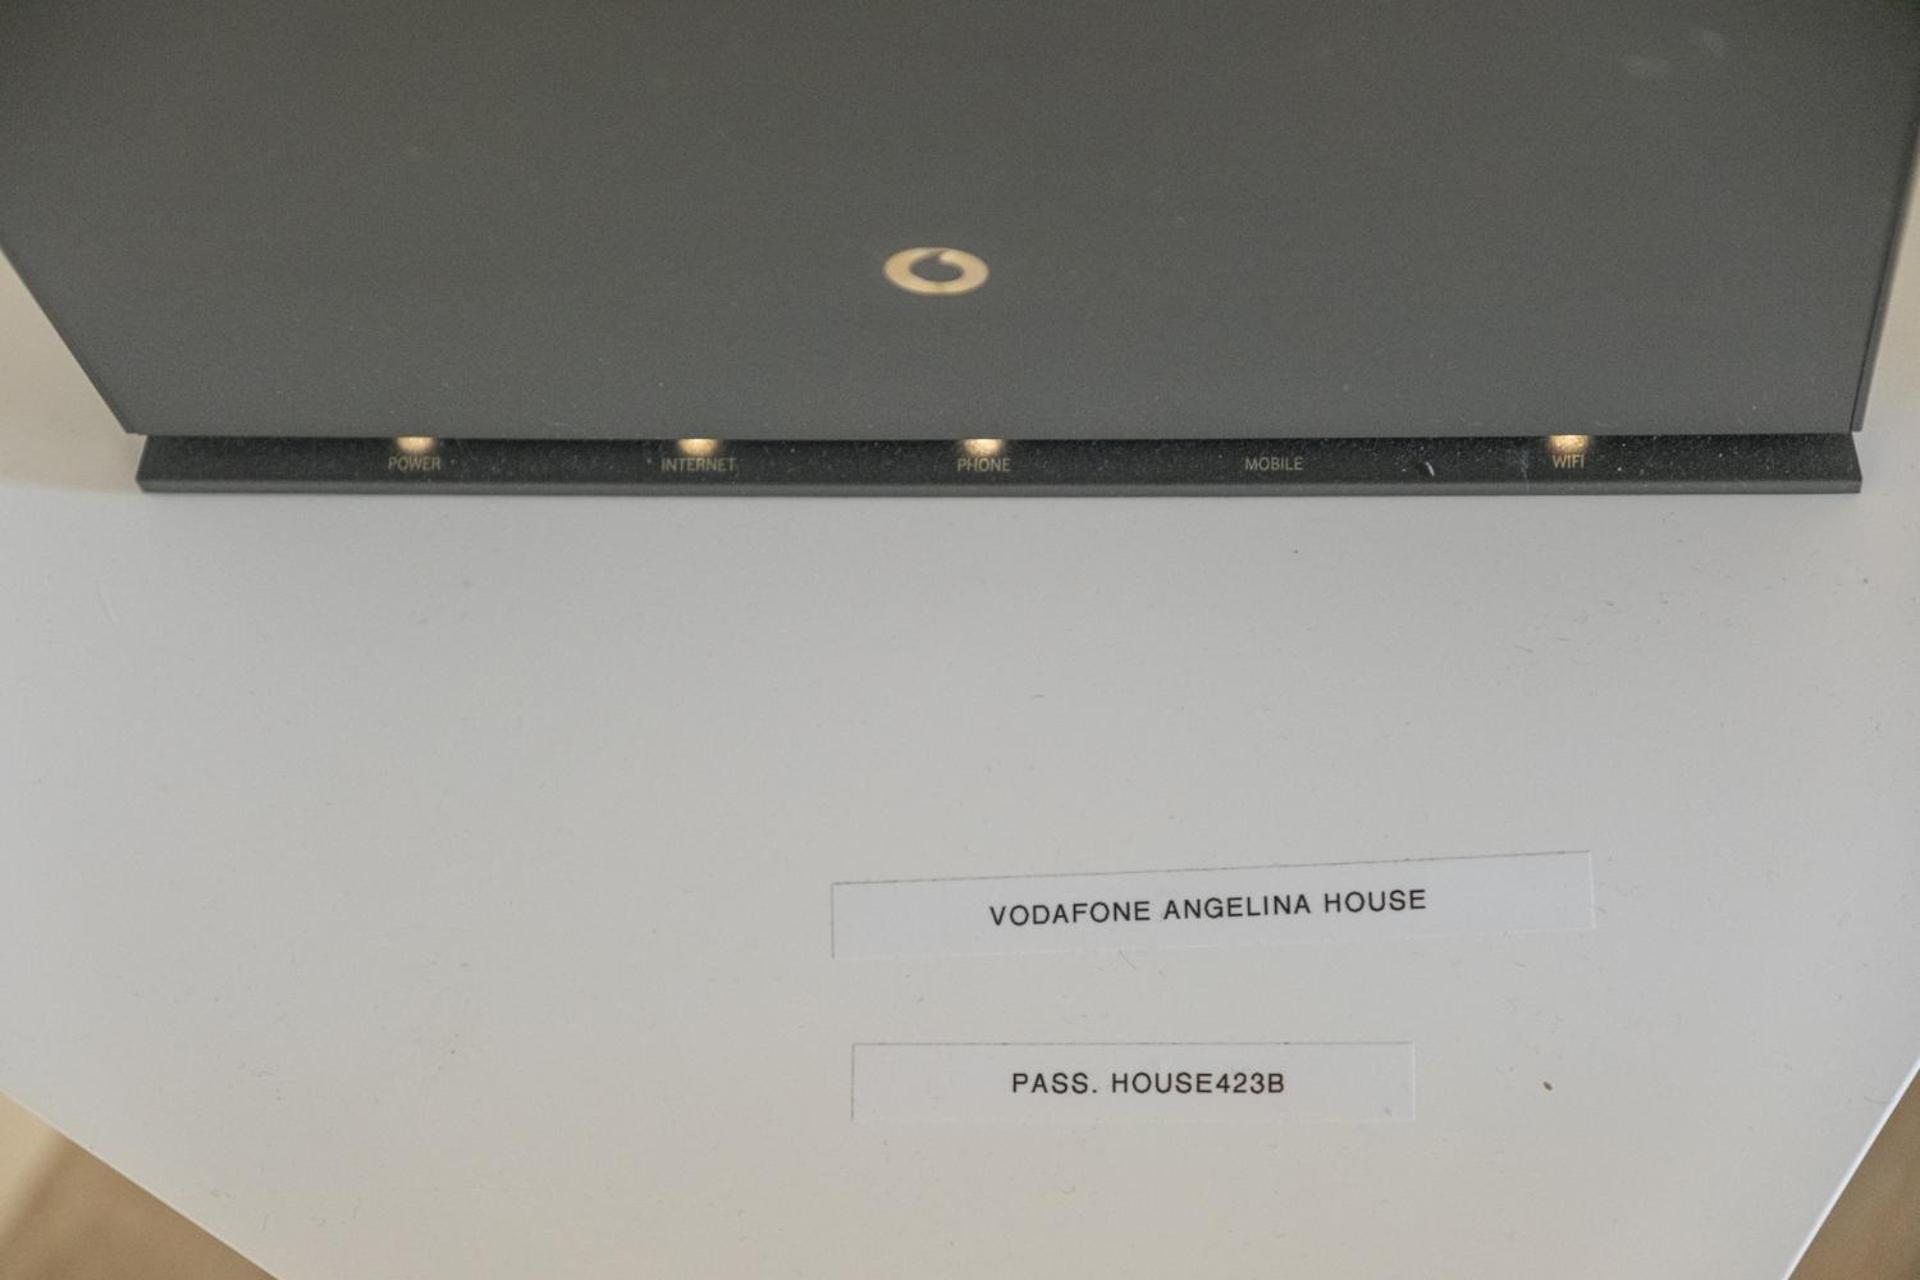 POWER INTERNET PHONE MOBILE WIFI
VODAFONE ANGELINA HOUSE
PASS. HOUSE423B